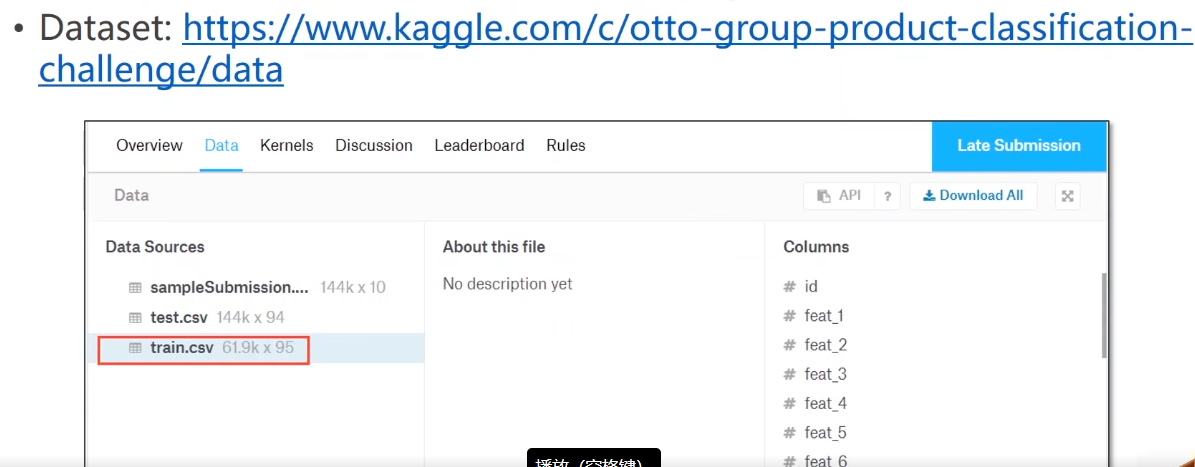 • Dataset: https://www.kaggle.com/c/otto-group-product-classification-
challenge/data
Overview Data Kernels Discussion Leaderboard Rules Late Submission
Data API ? Download All
Data Sources
sampleSubmission.... 144k x 10
test.csv 144k x 94
train.csv 61.9k x 95
About this file
No description yet
Columns
# id
# feat_1
# feat_2
# feat_3
# feat_4
# feat_5
# feat_6
播放 (空格键)